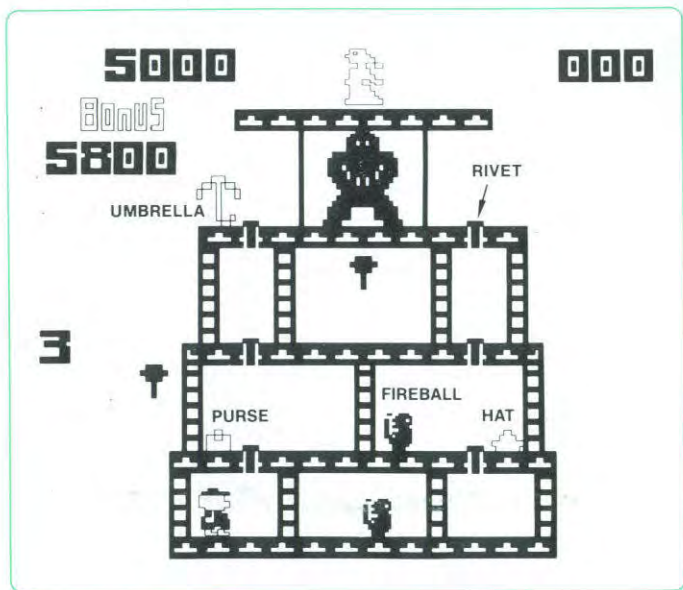 5000
000
Bonus
5800
RIVET
UMBRELLA
3
FIREBALL
PURSE
HAT